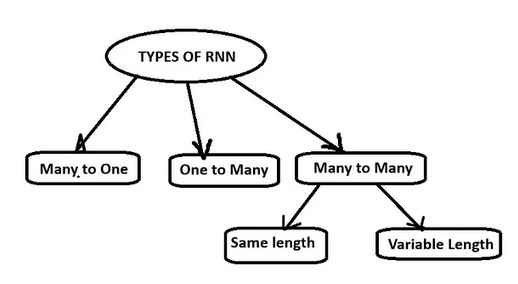 TYPES OF RNN
Many to One
One to Many
Many to Many
Same length
Variable Length